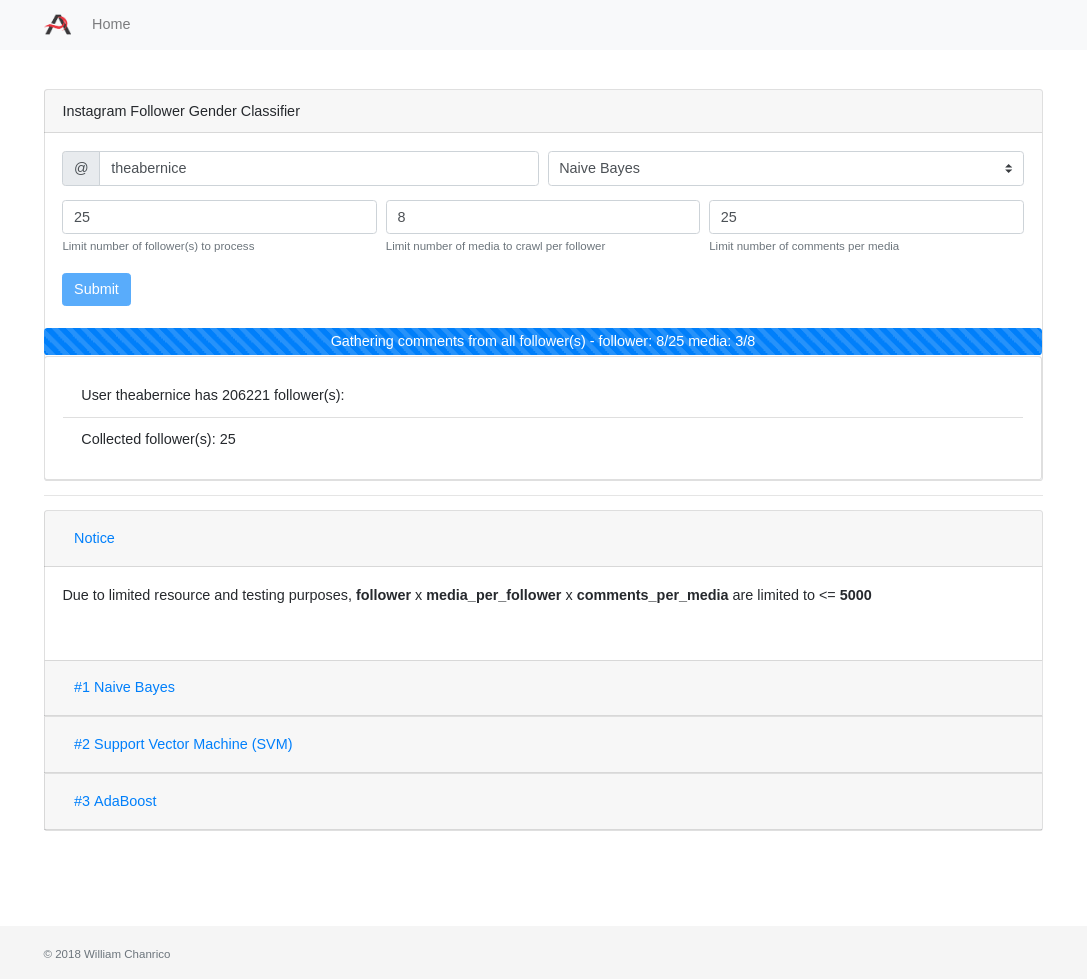 Home
Instagram Follower Gender Classifier
@ theabernice Naive Bayes
25 8 25
Limit number of follower(s) to process Limit number of media to crawl per follower Limit number of comments per media
Submit
Gathering comments from all follower(s) - follower: 8/25 media: 3/8
User theabernice has 206221 follower(s):
Collected follower(s): 25
Notice
Due to limited resource and testing purposes, follower x media_per_follower x comments_per_media are limited to <= 5000
#1 Naive Bayes
#2 Support Vector Machine (SVM)
#3 AdaBoost
© 2018 William Chanrico